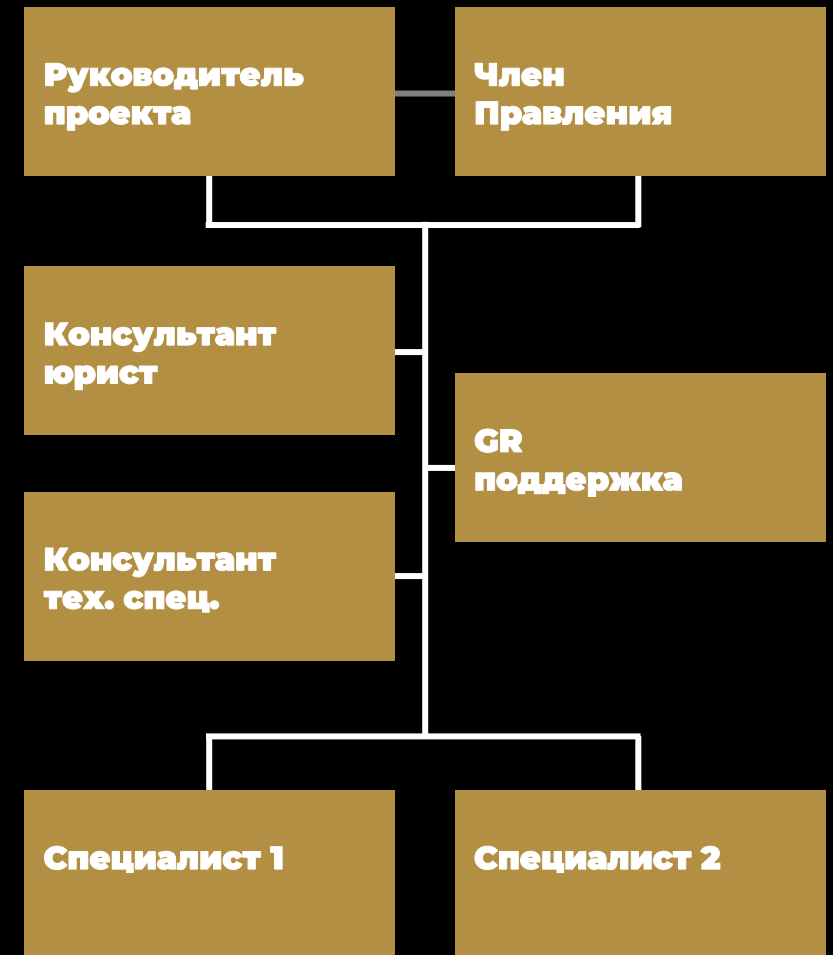 Руководитель
проекта
Член
Правления
Консультант
юрист
GR
поддержка
Консультант
тех. спец.
Специалист 1
Специалист 2